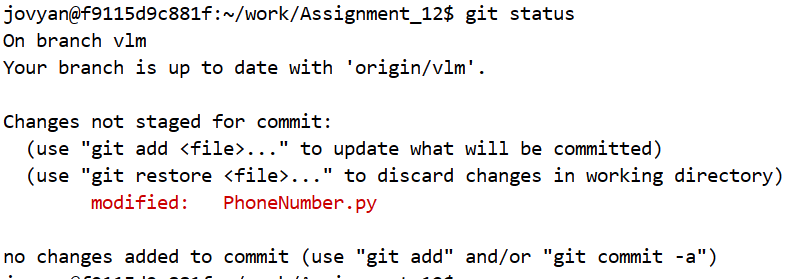 jovyan@f9115d9c881f:~/work/Assignment_12$ git status
On branch vlm
Your branch is up to date with 'origin/vlm'.
Changes not staged for commit:
(use "git add <file>..." to update what will be committed)
(use "git restore <file>..." to discard changes in working directory)
modified: PhoneNumber.py
no changes added to commit (use "git add" and/or "git commit -a")